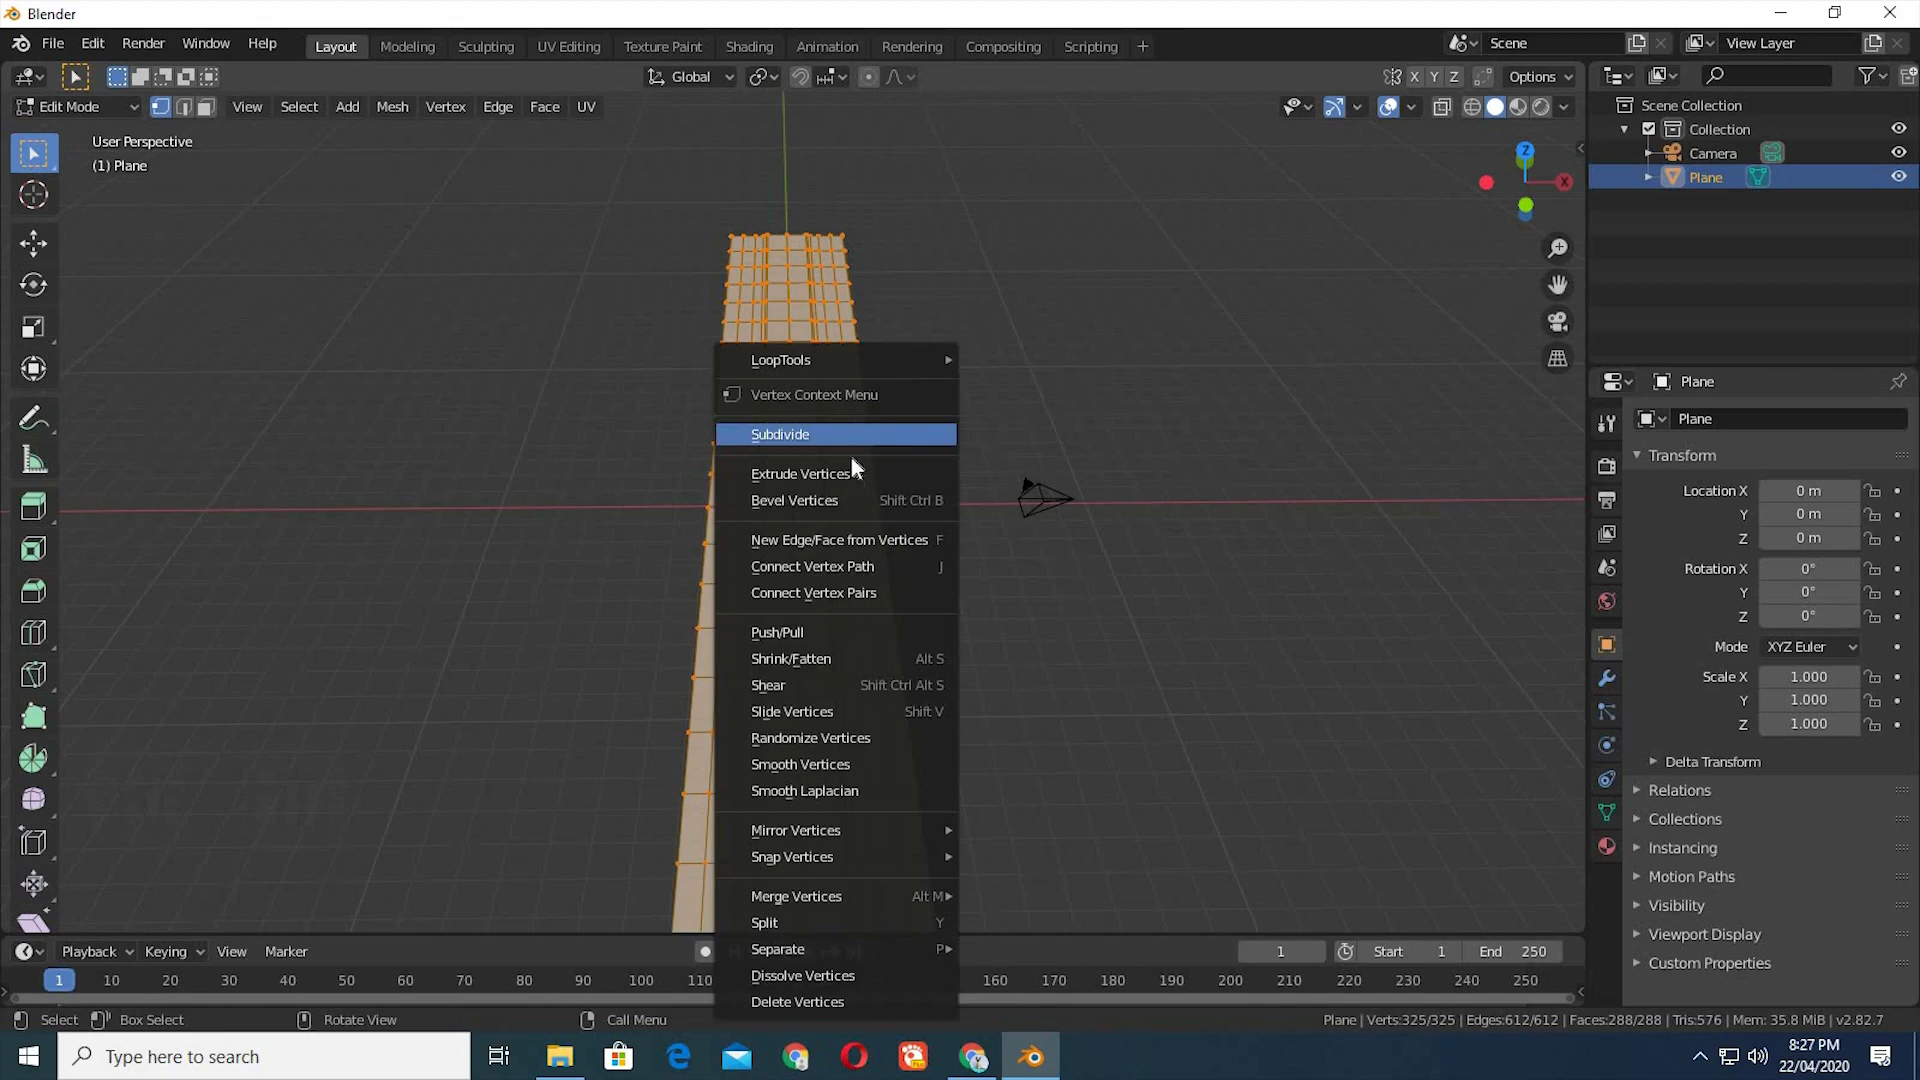 Blender
File Edit Render Window Help Layout Modeling Sculpting UV Editing Texture Paint Shading Animation Rendering Compositing Scripting + Scene View Layer
Global X Y Z Options
Edit Mode View Select Add Mesh Vertex Edge Face UV
User Perspective
(1) Plane
Z
X
Scene Collection
Collection
Camera
Plane
LoopTools
Vertex Context Menu
Subdivide
Extrude Vertices
Bevel Vertices Shift Ctrl B
New Edge/Face from Vertices F
Connect Vertex Path J
Connect Vertex Pairs
Push/Pull
Shrink/Fatten Alt S
Shear Shift Ctrl Alt S
Slide Vertices Shift V
Randomize Vertices
Smooth Vertices
Smooth Laplacian
Mirror Vertices
Snap Vertices
Merge Vertices Alt M
Split Y
Separate P
Dissolve Vertices
Delete Vertices
Plane
Plane
Transform
Location X 0 m
Y 0 m
Z 0 m
Rotation X 0°
Y 0°
Z 0°
Mode XYZ Euler
Scale X 1.000
Y 1.000
Z 1.000
Delta Transform
Relations
Collections
Instancing
Motion Paths
Visibility
Viewport Display
Custom Properties
Playback Keying View Marker 1 Start 1 End 250
1 10 20 30 40 50 60 70 80 90 100 110 160 170 180 190 200 210 220 230 240 250
Select Box Select Rotate View Call Menu Plane | Verts:325/325 | Edges:612/612 | Faces:288/288 | Tris:576 | Mem: 35.8 MiB | v2.82.7
Type here to search
8:27 PM
22/04/2020